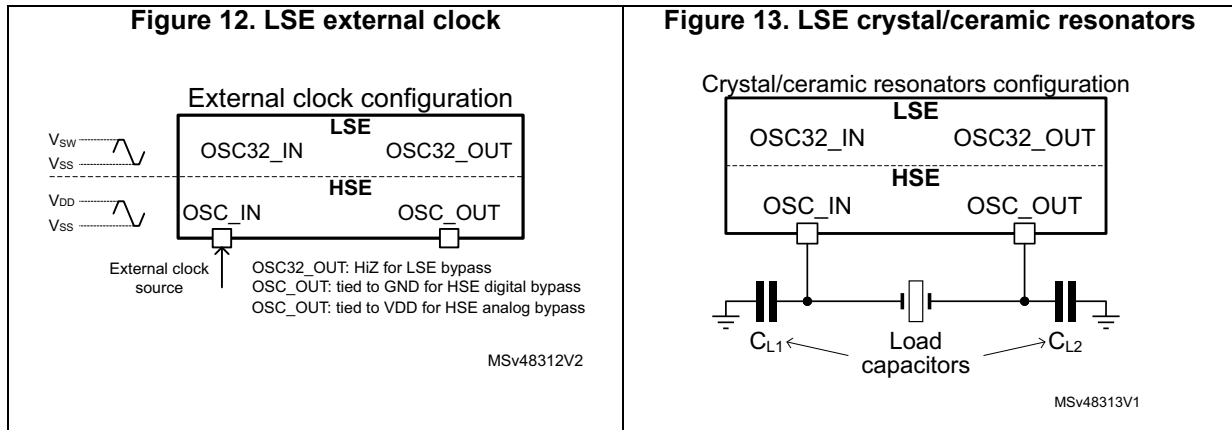 Figure 12. LSE external clock
External clock configuration
LSE
VSW
VSS
OSC32_IN OSC32_OUT
HSE
VDD
VSS
OSC_IN OSC_OUT
External clock
source
OSC32_OUT: HiZ for LSE bypass
OSC_OUT: tied to GND for HSE digital bypass
OSC_OUT: tied to VDD for HSE analog bypass
MSv48312V2
Figure 13. LSE crystal/ceramic resonators
Crystal/ceramic resonators configuration
LSE
OSC32_IN OSC32_OUT
HSE
OSC_IN OSC_OUT
CL1 Load CL2
capacitors
MSv48313V1